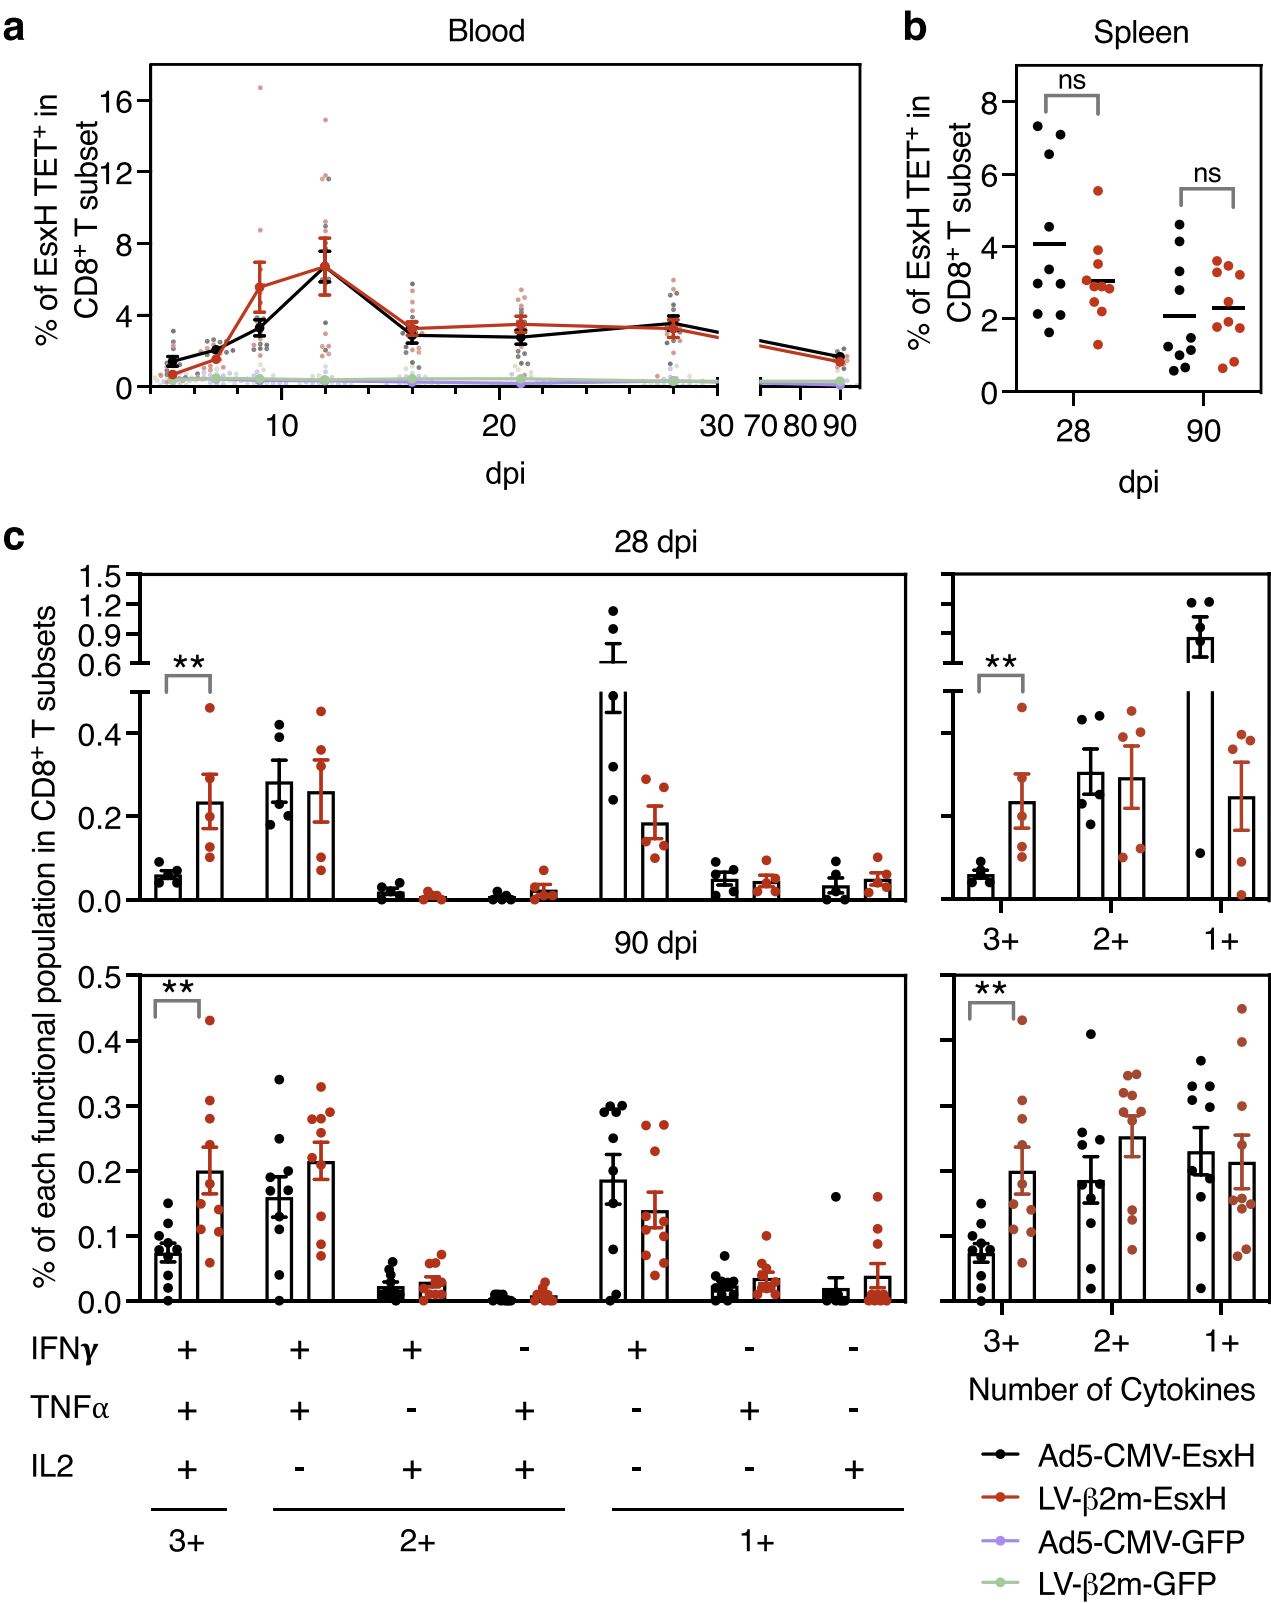 a
Blood
% of EsxH TET+ in
CD8+ T subset
16
12
8
4
0
10
20
30
70
80
90
dpi
b
Spleen
% of EsxH TET+ in
CD8+ T subset
8
6
4
2
0
ns
ns
28
90
dpi
c
% of each functional population in CD8+ T subsets
28 dpi
1.5
1.2
0.9
0.6
0.4
0.2
0.0
**
**
3+
2+
1+
90 dpi
0.5
0.4
0.3
0.2
0.1
0.0
**
**
3+
2+
1+
Number of Cytokines
IFNγ + + + - + - -
TNFα + + - + - + -
IL2 + - + + - - +
3+
2+
1+
Ad5-CMV-EsxH
LV-β2m-EsxH
Ad5-CMV-GFP
LV-β2m-GFP